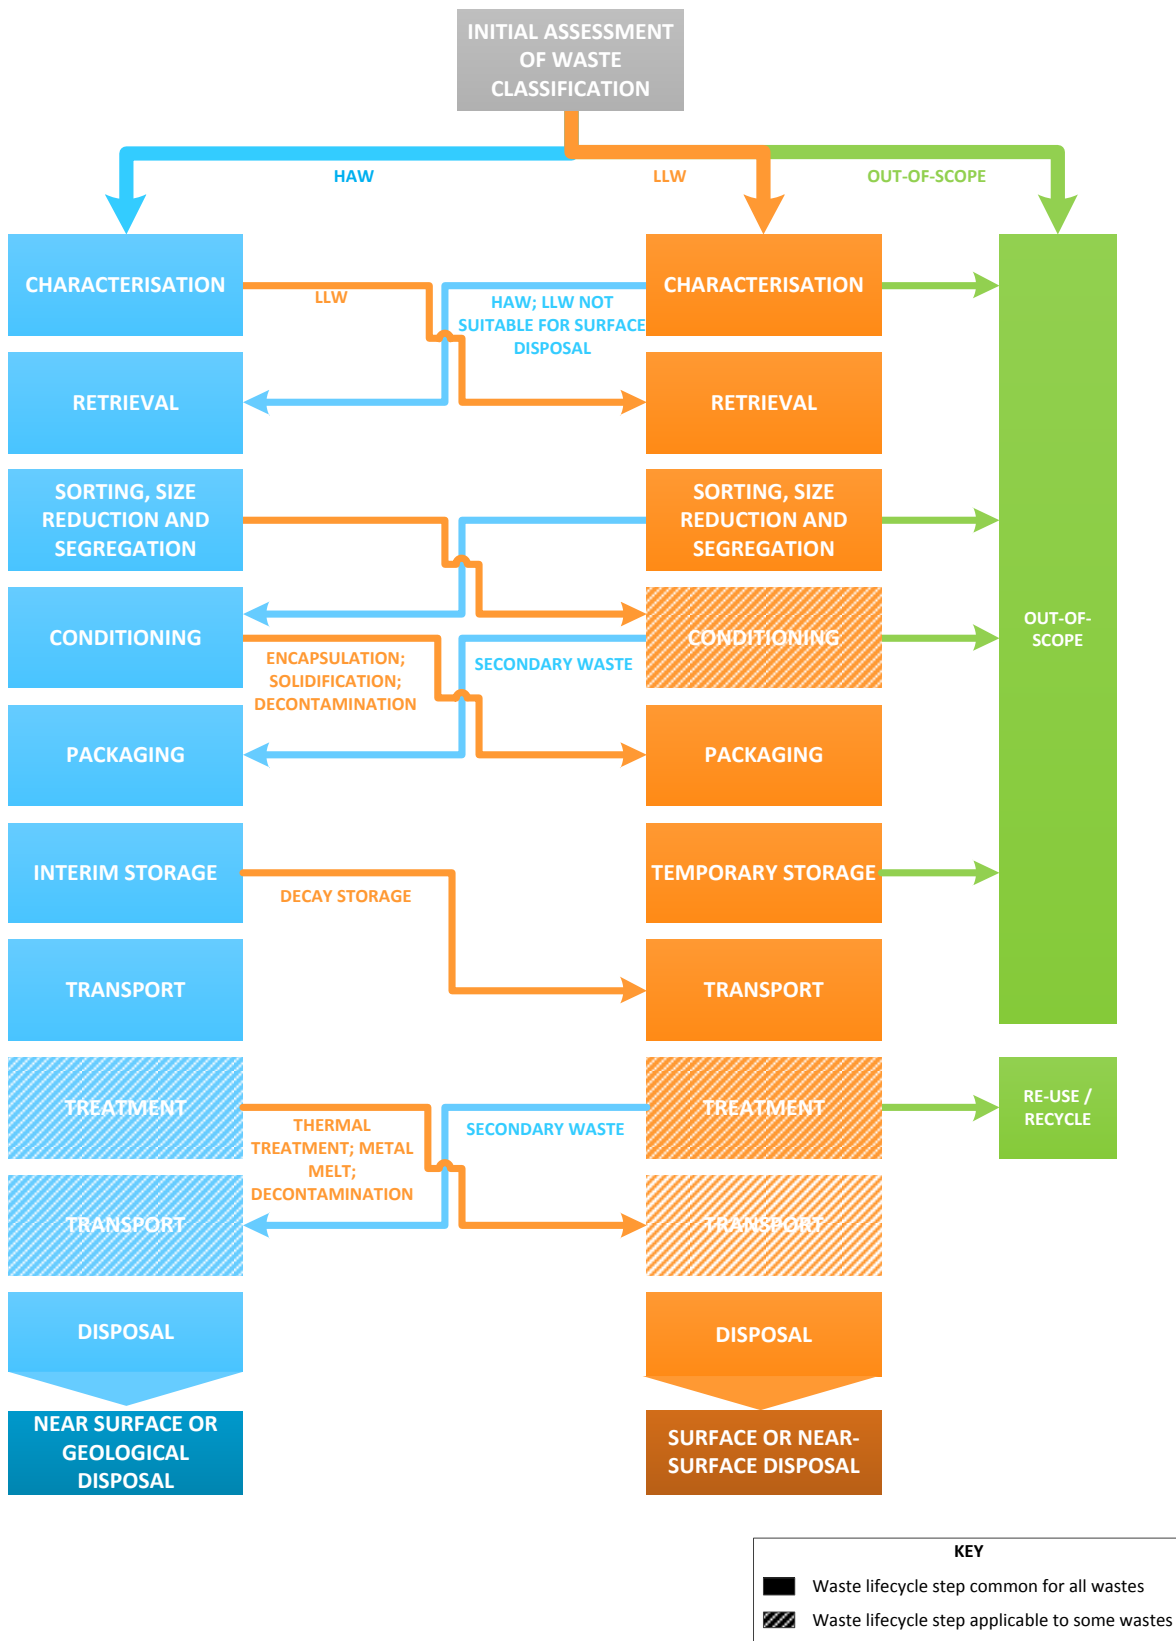 INITIAL ASSESSMENT
OF WASTE
CLASSIFICATION
HAW
LLW
OUT-OF-SCOPE
CHARACTERISATION
LLW
HAW; LLW NOT
SUITABLE FOR SURFACE
DISPOSAL
CHARACTERISATION
RETRIEVAL
RETRIEVAL
SORTING, SIZE
REDUCTION AND
SEGREGATION
SORTING, SIZE
REDUCTION AND
SEGREGATION
OUT-OF-
SCOPE
CONDITIONING
ENCAPSULATION;
SOLIDIFICATION;
DECONTAMINATION
SECONDARY WASTE
CONDITIONING
PACKAGING
PACKAGING
INTERIM STORAGE
DECAY STORAGE
TEMPORARY STORAGE
TRANSPORT
TRANSPORT
TREATMENT
THERMAL
TREATMENT; METAL
MELT;
DECONTAMINATION
SECONDARY WASTE
TREATMENT
RE-USE /
RECYCLE
TRANSPORT
TRANSPORT
DISPOSAL
DISPOSAL
NEAR SURFACE OR
GEOLOGICAL
DISPOSAL
SURFACE OR NEAR-
SURFACE DISPOSAL
KEY
Waste lifecycle step common for all wastes
Waste lifecycle step applicable to some wastes